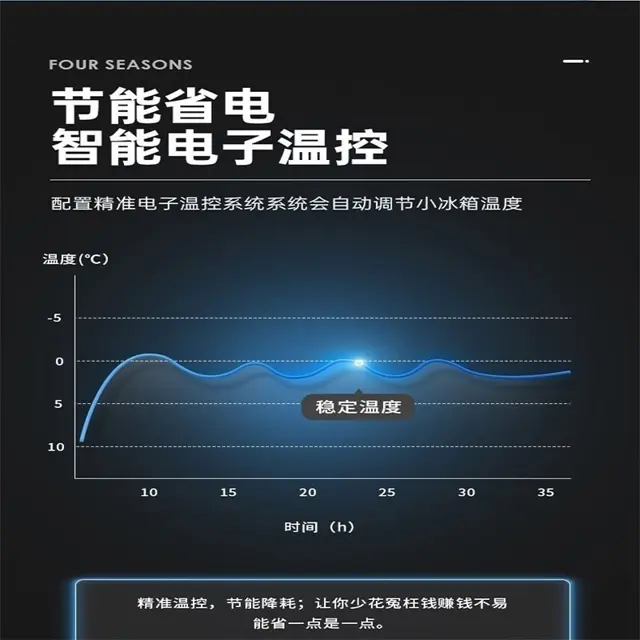 FOUR SEASONS
节能省电
智能电子温控
配置精准电子温控系统系统会自动调节小冰箱温度
温度(℃)
-5
0
5
10
稳定温度
10 15 20 25 30 35
时间（h）
精准温控，节能降耗；让你少花冤枉钱赚钱不易
能省一点是一点。